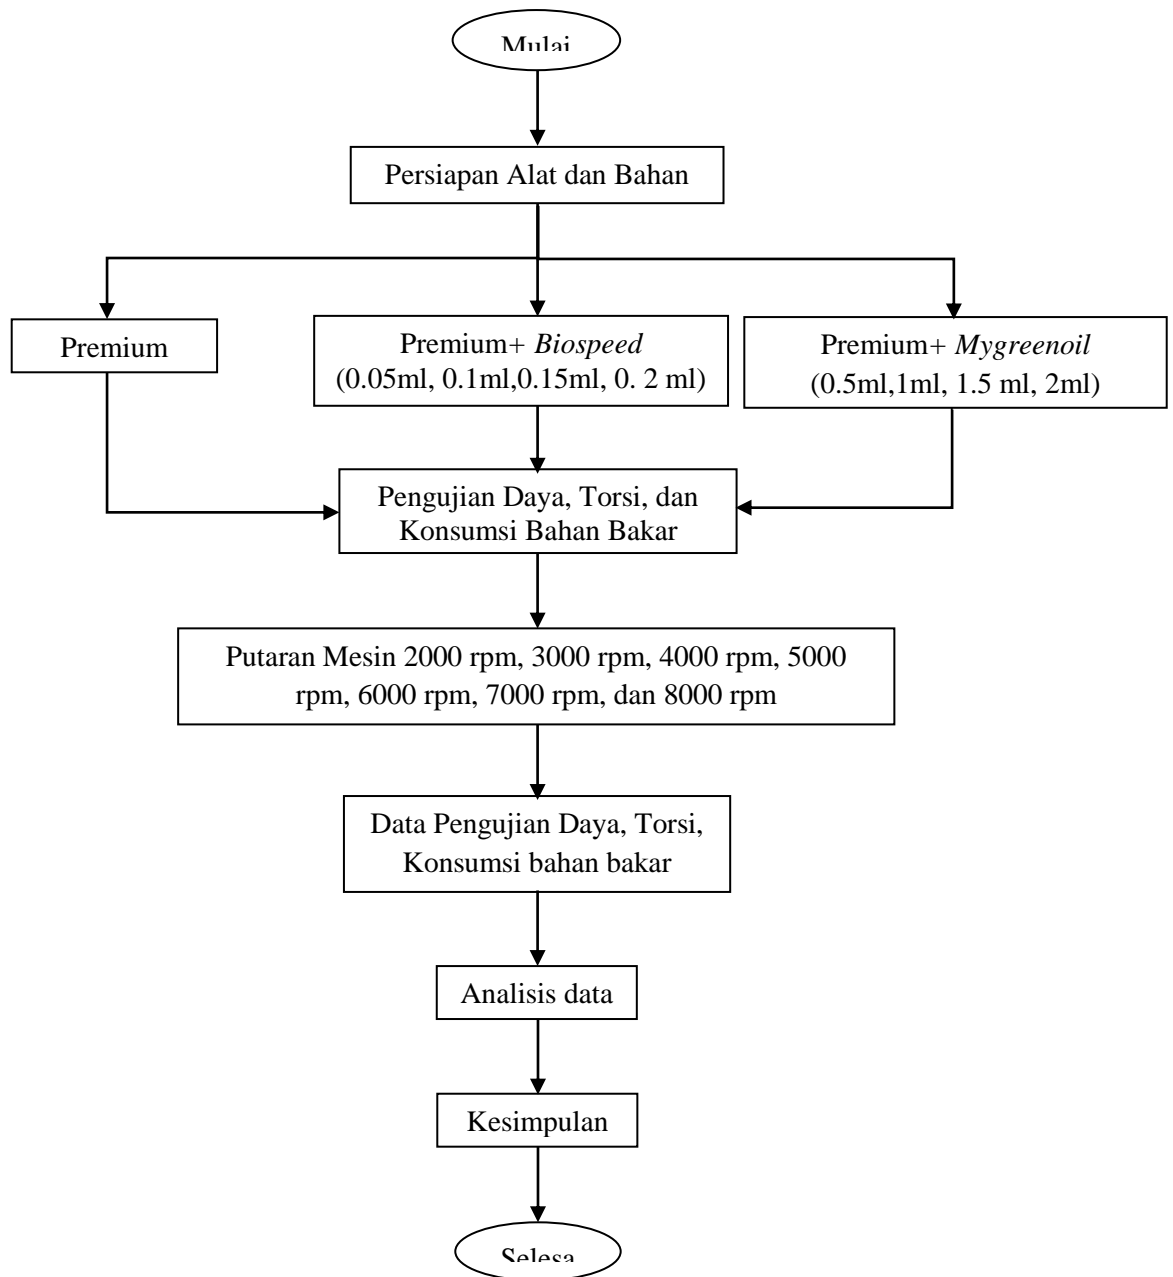 Mulai
Persiapan Alat dan Bahan
Premium
Premium+ Biospeed
(0.05ml, 0.1ml,0.15ml, 0. 2 ml)
Premium+ Mygreenoil
(0.5ml,1ml, 1.5 ml, 2ml)
Pengujian Daya, Torsi, dan
Konsumsi Bahan Bakar
Putaran Mesin 2000 rpm, 3000 rpm, 4000 rpm, 5000
rpm, 6000 rpm, 7000 rpm, dan 8000 rpm
Data Pengujian Daya, Torsi,
Konsumsi bahan bakar
Analisis data
Kesimpulan
Selesa